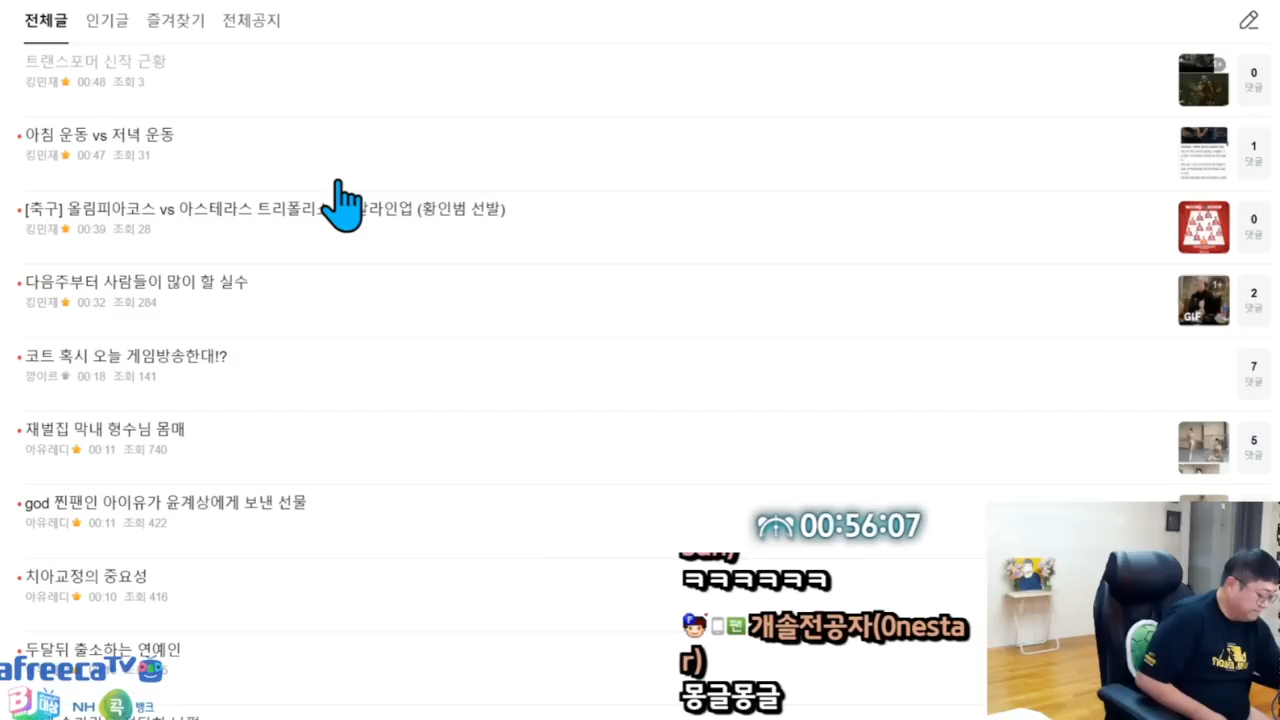 전체글 인기글 즐겨찾기 전체공지
트랜스포머 신작 근황
킹민재 00:48 조회 3
0
댓글
아침 운동 vs 저녁 운동
킹민재 00:47 조회 31
1
댓글
[축구] 올림피아코스 vs 아스테라스 트리폴리스 라인업 (황인범 선발)
킹민재 00:39 조회 28
0
댓글
다음주부터 사람들이 많이 할 실수
킹민재 00:32 조회 284
1+
GIF
2
댓글
코트 혹시 오늘 게임방송한대!?
깡이르 00:18 조회 141
7
댓글
재벌집 막내 형수님 몸매
아유레디 00:11 조회 740
5
댓글
god 찐팬인 아이유가 윤계상에게 보낸 선물
아유레디 00:11 조회 422
00:56:07
치아교정의 중요성
아유레디 00:10 조회 416
ㅋㅋㅋㅋㅋㅋ
F 팬 개솔전공자(0nesta
r)
몽글몽글
두달뒤 출소하는 연예인
afreecaTV
NH 콕 뱅크